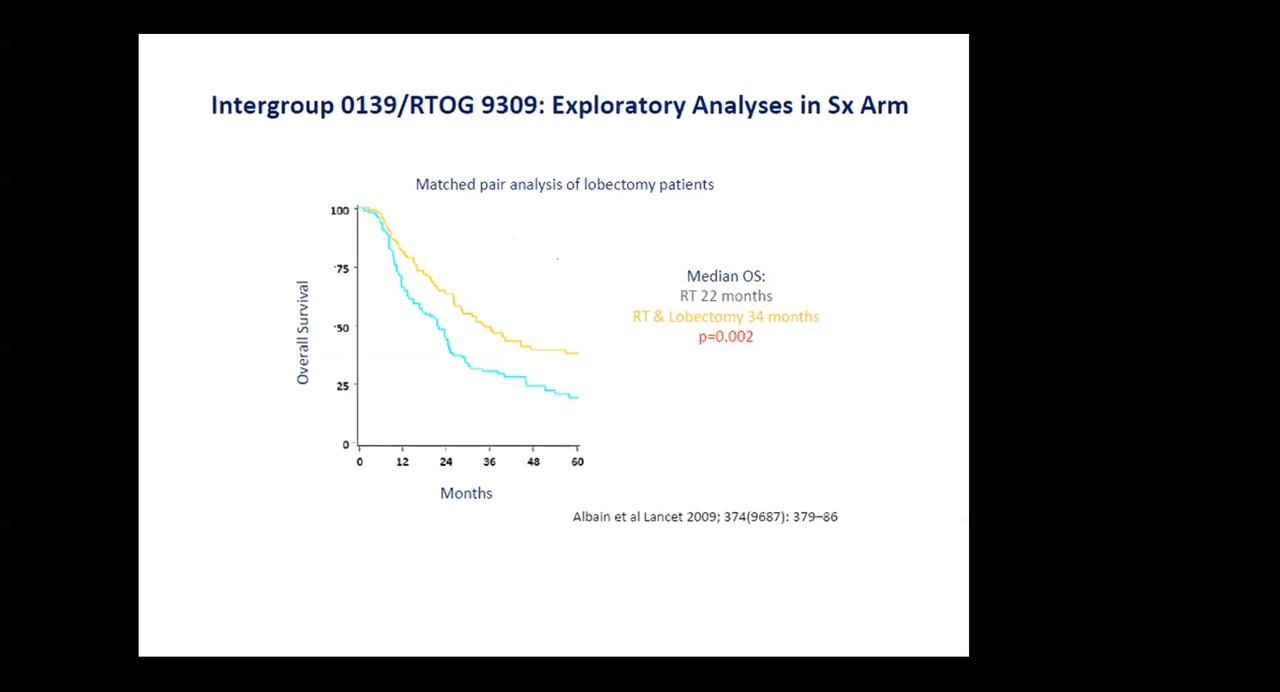 Intergroup 0139/RTOG 9309: Exploratory Analyses in Sx Arm
Matched pair analysis of lobectomy patients
100
75
50
25
0
Overall Survival
0 12 24 36 48 60
Months
Median OS:
RT 22 months
RT & Lobectomy 34 months
p=0.002
Albain et al Lancet 2009; 374(9687): 379–86